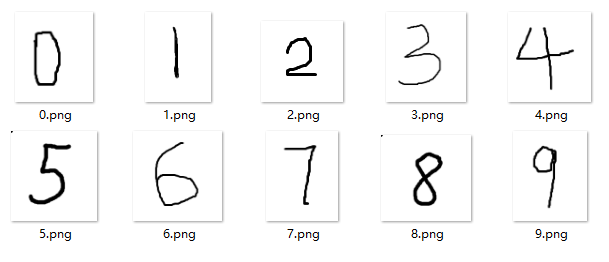 0 1 2 3 4
0.png 1.png 2.png 3.png 4.png
5 6 7 8 9
5.png 6.png 7.png 8.png 9.png